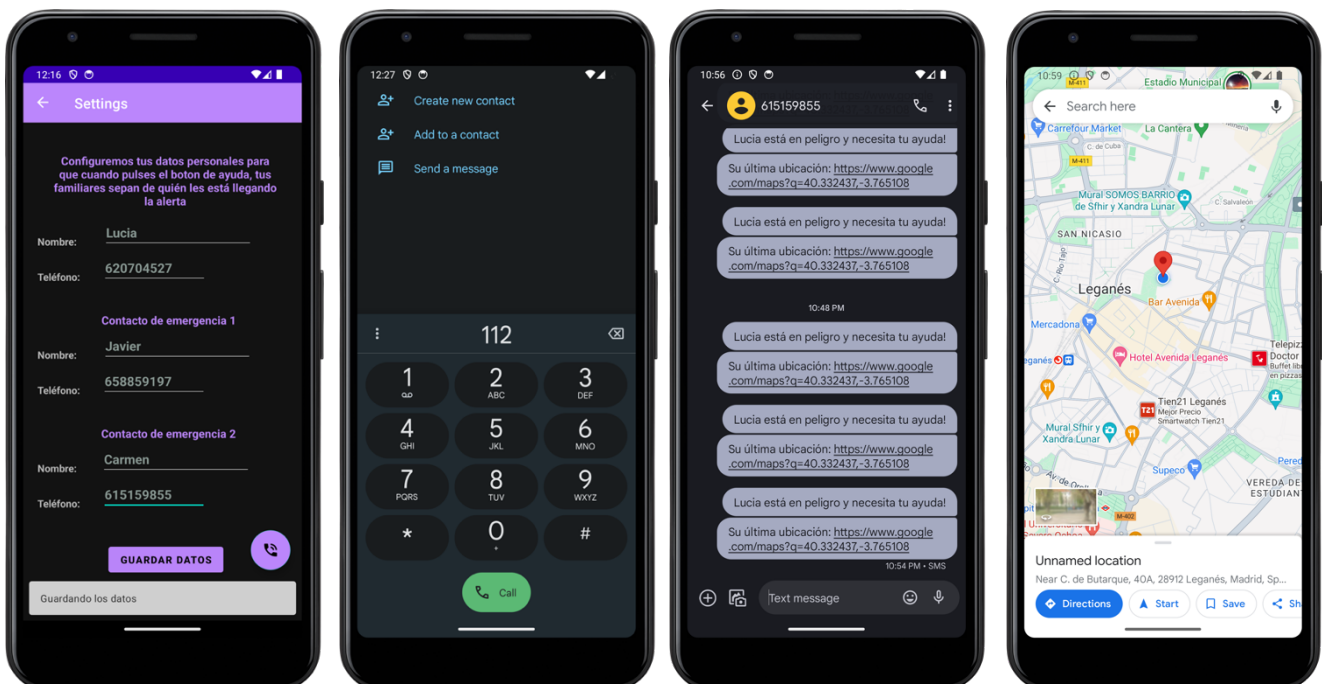 12:16
Settings
Configuremos tus datos personales para
que cuando pulses el boton de ayuda, tus
familiares sepan de quién les está llegando
la alerta
Nombre: Lucia
Teléfono: 620704527
Contacto de emergencia 1
Nombre: Javier
Teléfono: 658859197
Contacto de emergencia 2
Nombre: Carmen
Teléfono: 615159855
GUARDAR DATOS
Guardando los datos
12:27
Create new contact
Add to a contact
Send a message
112
1 2 3
ABC DEF
4 5 6
GHI JKL MNO
7 8 9
PQRS TUV WXYZ
* 0 #
+
Call
10:56
615159855
Lucia está en peligro y necesita tu ayuda!
Su última ubicación: https://www.google
.com/maps?q=40.332437,-3.765108
Lucia está en peligro y necesita tu ayuda!
Su última ubicación: https://www.google
.com/maps?q=40.332437,-3.765108
10:48 PM
Lucia está en peligro y necesita tu ayuda!
Su última ubicación: https://www.google
.com/maps?q=40.332437,-3.765108
Lucia está en peligro y necesita tu ayuda!
Su última ubicación: https://www.google
.com/maps?q=40.332437,-3.765108
Lucia está en peligro y necesita tu ayuda!
Su última ubicación: https://www.google
.com/maps?q=40.332437,-3.765108
10:54 PM • SMS
Text message
10:59
M-411
Estadio Municipal
Search here
Carrefour Market
La Cantera
C. de Cuba
M-411
Mural SOMOS BARRIO
de Sfhir y Xandra Lunar
C. Salvaleón
SAN NICASIO
C. Río Tajo
Leganés
Bar Avenida
Mercadona
Telepiz
Doctor
Buffet lib
en pizzas
eganés
Hotel Avenida Leganés
Tien21 Leganés
T21
Mejor Precio
Smartwatch Tien21
Mural Sfhir y
Xandra Lunar
Supeco
Pered
VEREDA DE
ESTUDIAN
M-402
Unnamed location
Near C. de Butarque, 40A, 28912 Leganés, Madrid, Sp...
Directions
Start
Save
Sh